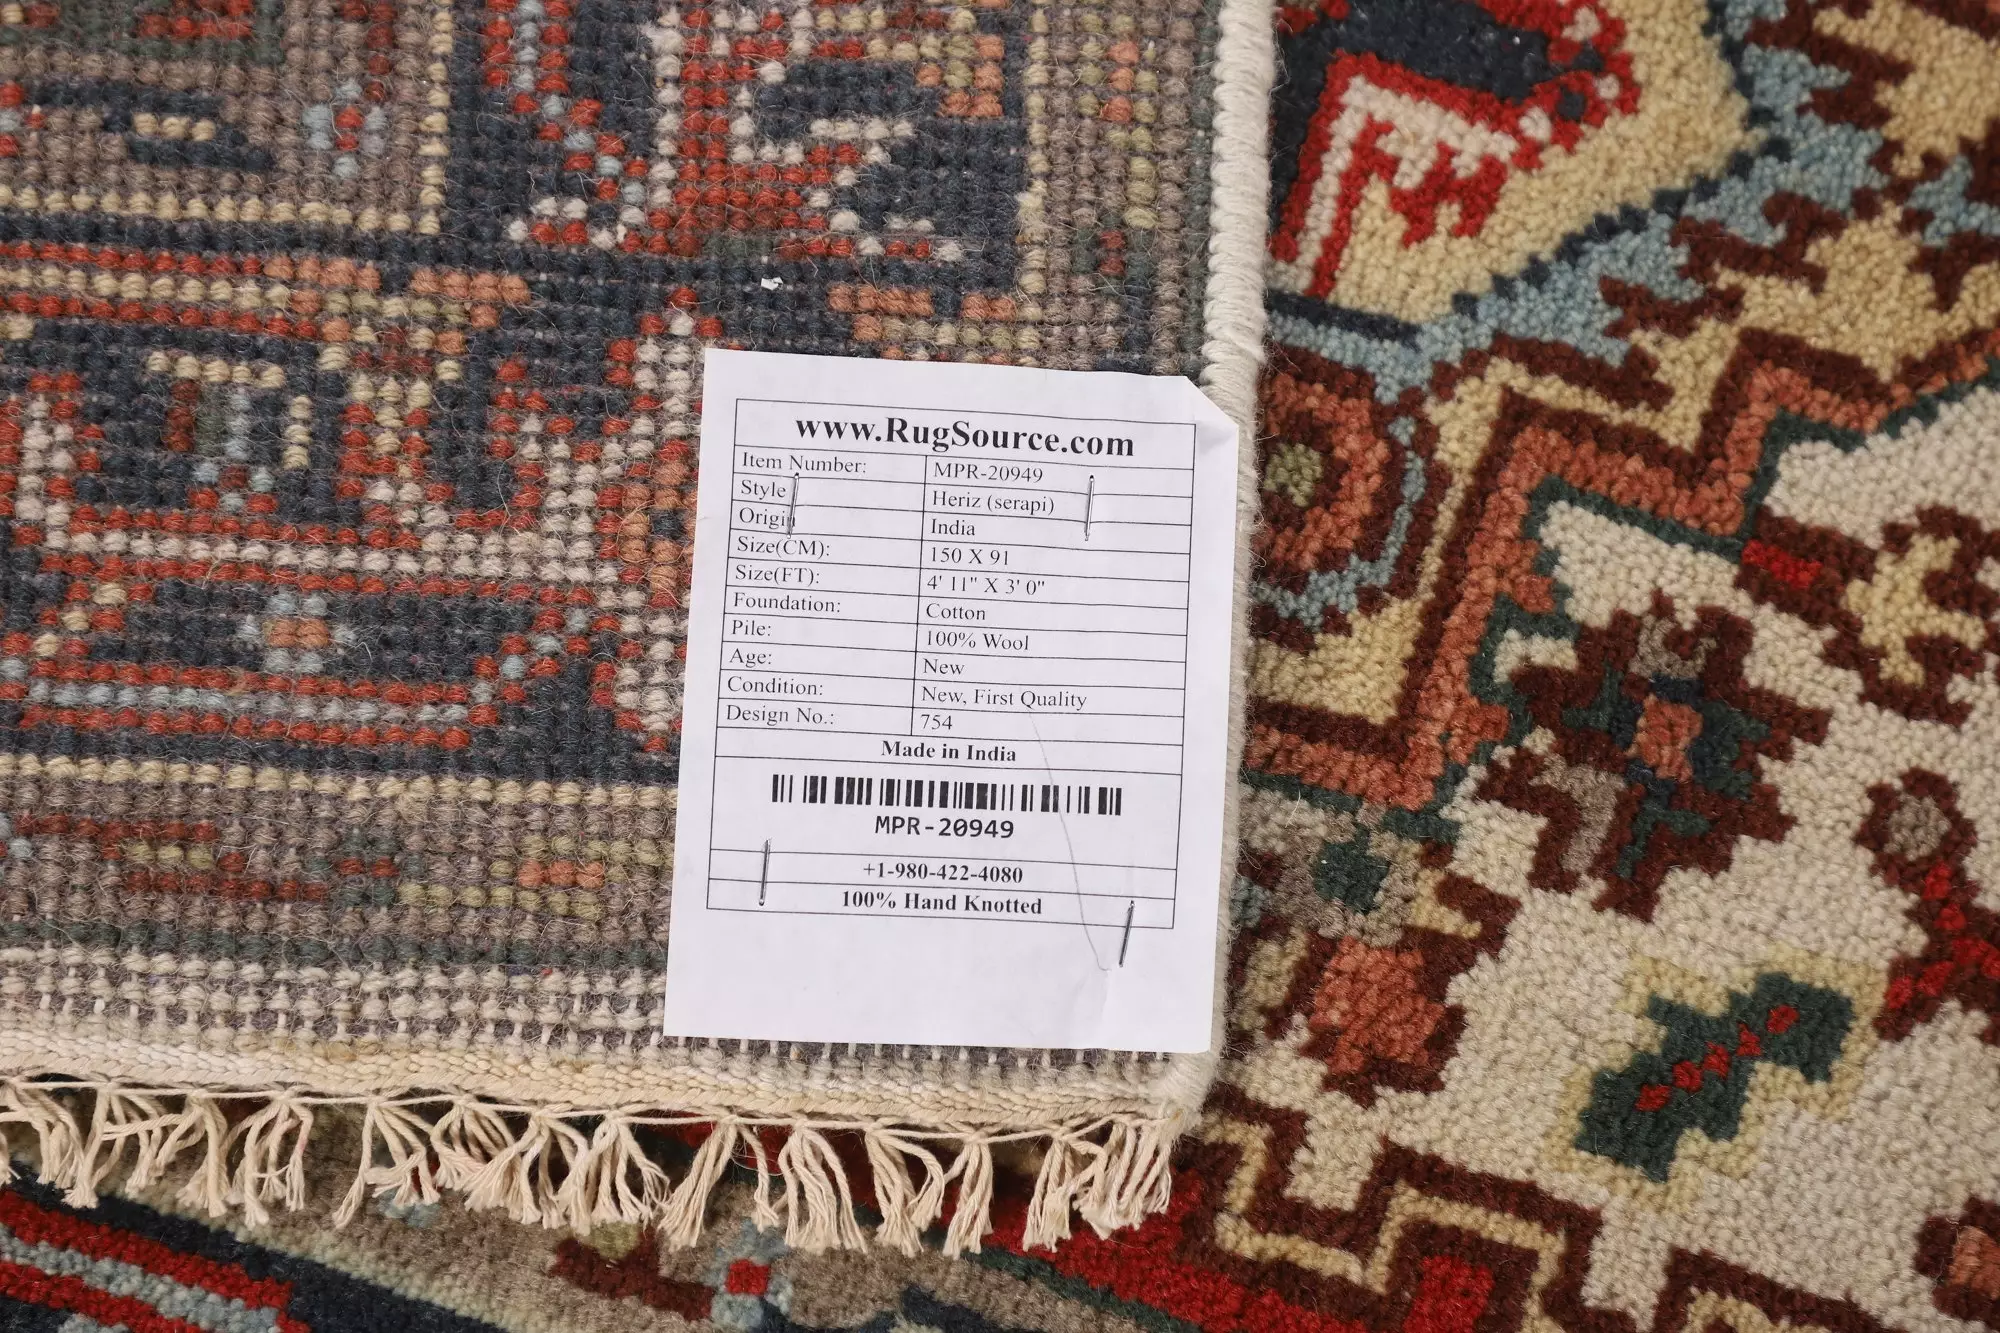 www.RugSource.com
Item Number: MPR-20949
Style Heriz (serapi)
Origin India
Size(CM): 150 X 91
Size(FT): 4' 11" X 3' 0"
Foundation: Cotton
Pile: 100% Wool
Age: New
Condition: New, First Quality
Design No.: 754
Made in India
MPR-20949
+1-980-422-4080
100% Hand Knotted